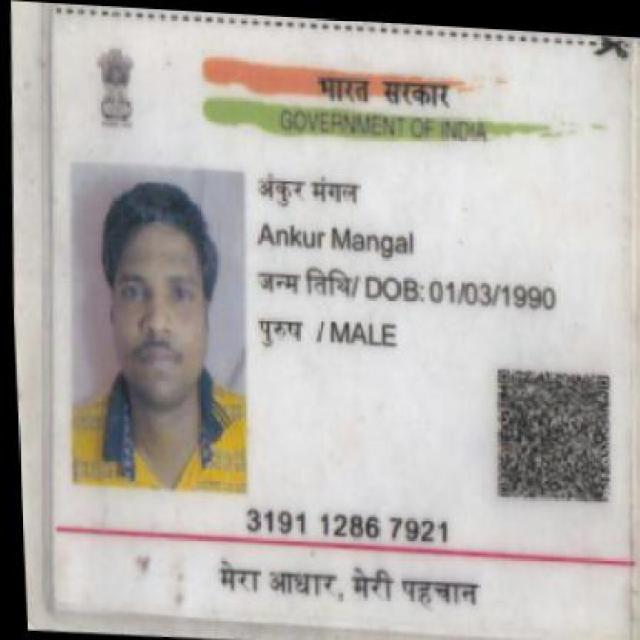 भारत सरकार
GOVERNMENT OF INDIA
अंकुर मंगल
Ankur Mangal
जन्म तिथि/ DOB: 01/03/1990
पुरुष / MALE
3191 1286 7921
मेरा आधार, मेरी पहचान